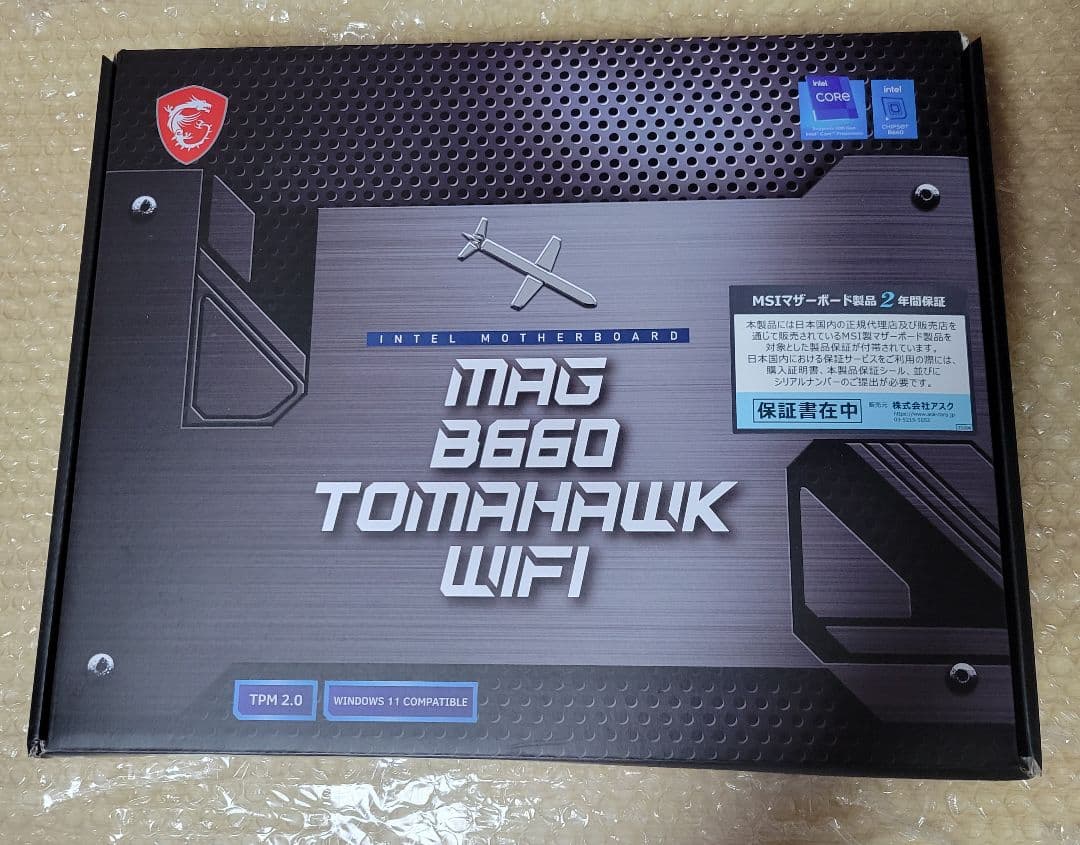 intel
CORE
Intel® Core™ Processors
intel
CHIPSET
B660
INTEL MOTHERBOARD
MAG
B660
TOMAHAWK
WIFI
MSIマザーボード製品 2 年間保証
本製品には日本国内の正規代理店及び販売店を
通じて販売されているMSI製マザーボード製品を
対象とした製品保証が付帯されています。
日本国内における保証サービスをご利用の際には、
購入証明書、本製品保証シール、並びに
シリアルナンバーのご提出が必要です。
保証書在中
販売元 株式会社アスク
TPM 2.0
WINDOWS 11 COMPATIBLE